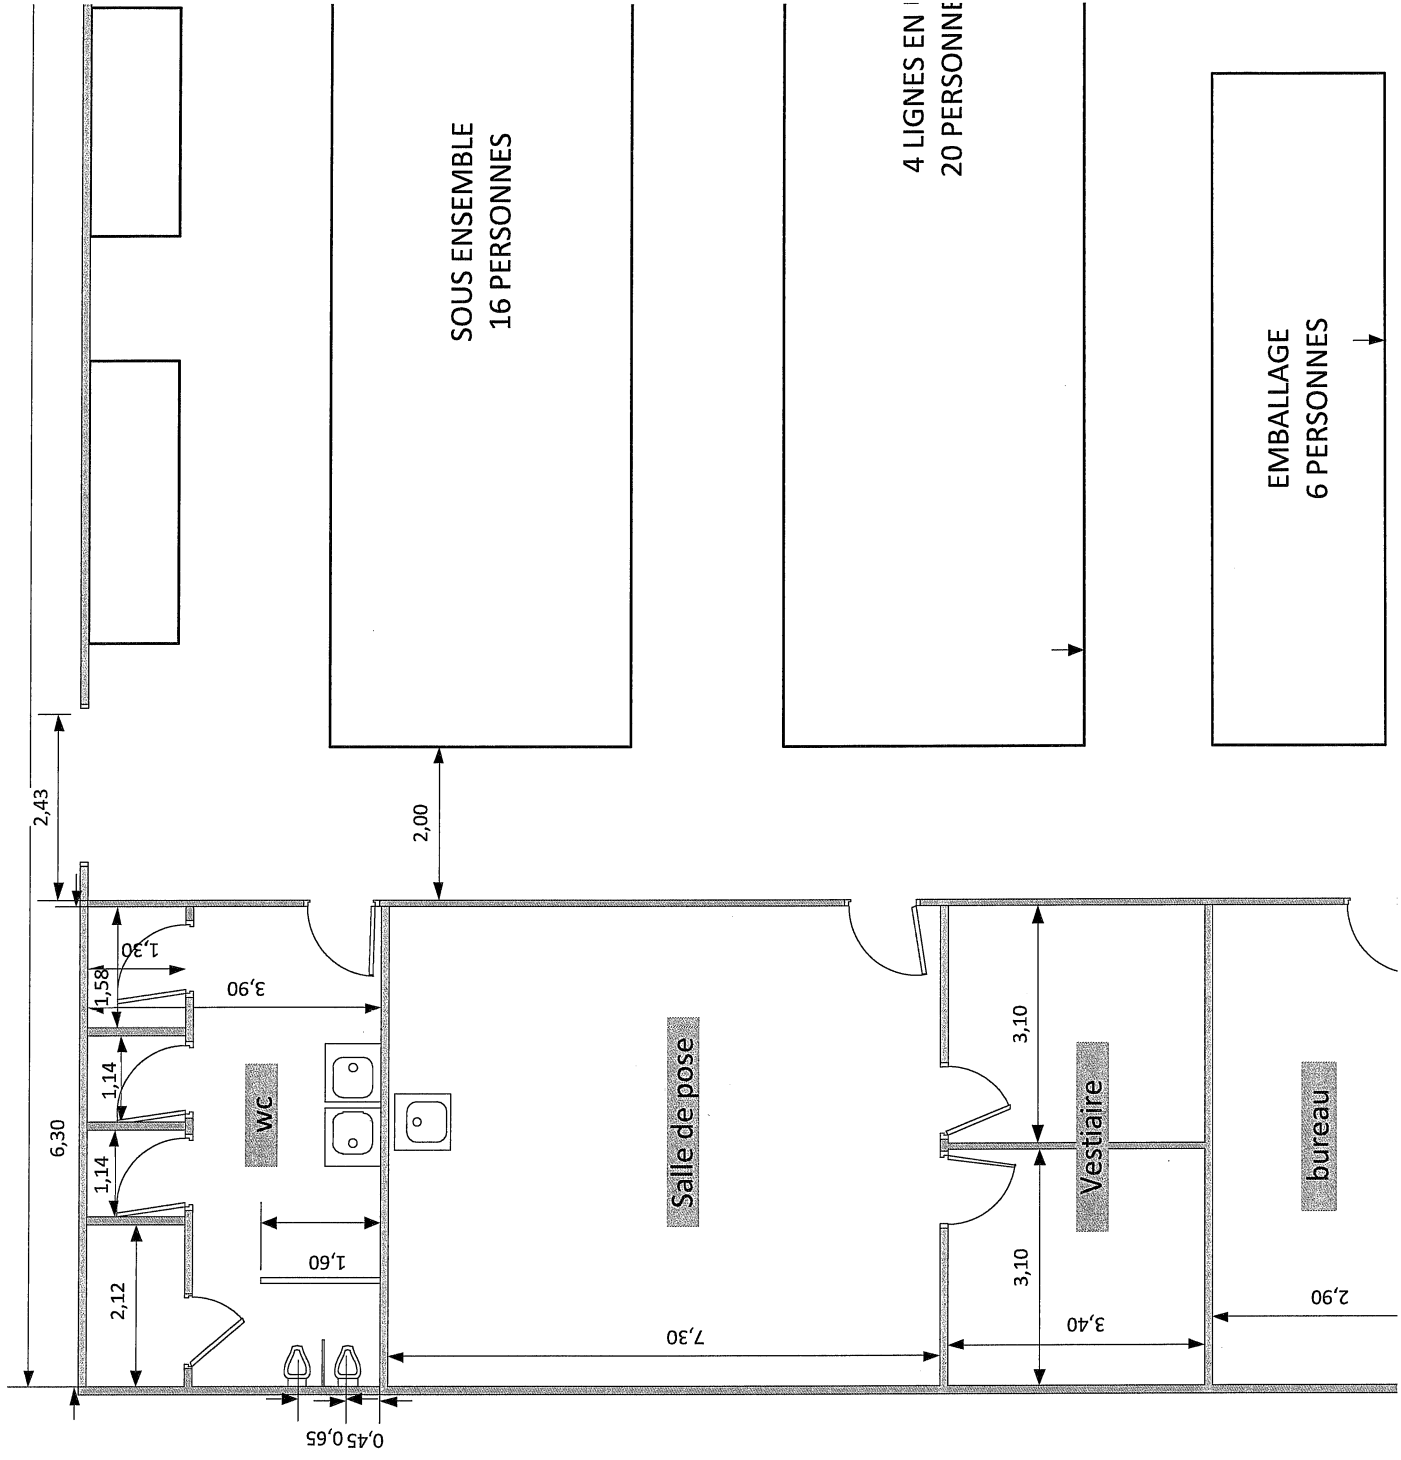 SOUS ENSEMBLE
16 PERSONNES
4 LIGNES EN
20 PERSONNE
EMBALLAGE
6 PERSONNES
2,43
2,00
1,30
1,58
3,90
1,14
1,14
6,30
2,12
wc
1,60
0,65
0,45
Salle de pose
7,30
3,10
3,10
Vestiaire
3,40
bureau
2,90